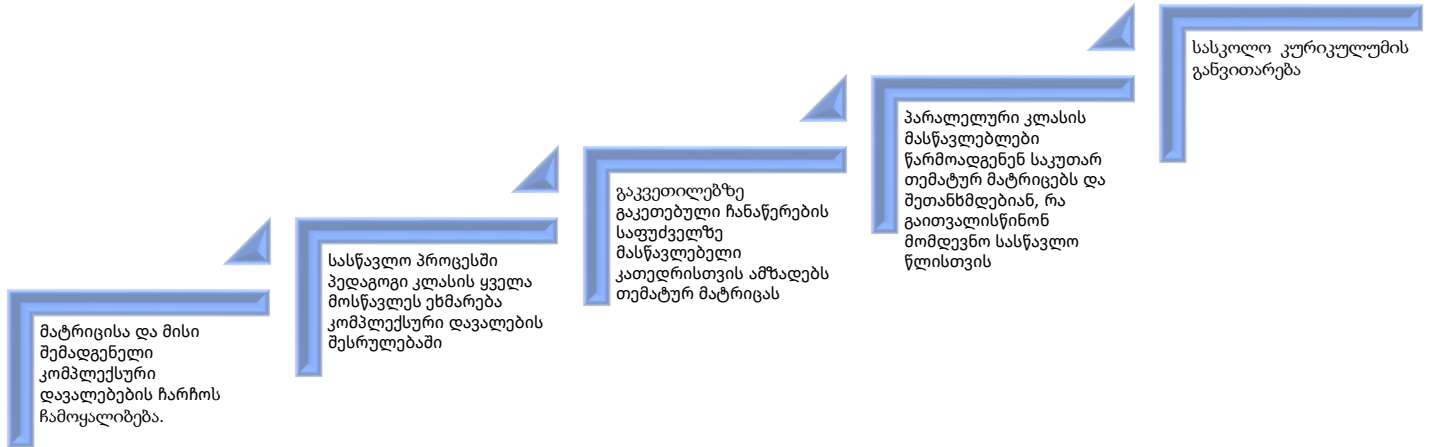 მატრიცისა და მისი
შემადგენელი
კომპლექსური
დავალებების ჩარჩოს
ჩამოყალიბება.
სასწავლო პროცესში
პედაგოგი კლასის ყველა
მოსწავლეს ეხმარება
კომპლექსური დავალების
შესრულებაში
გაკვეთილებზე
გაკეთებული ჩანაწერების
საფუძველზე
მასწავლებელი
კათედრისთვის ამზადებს
თემატურ მატრიცას
პარალელური კლასის
მასწავლებლები
წარმოადგენენ საკუთარ
თემატურ მატრიცებს და
შეთანხმდებიან, რა
გაითვალისწინონ
მომდევნო სასწავლო
წლისთვის
სასკოლო კურიკულუმის
განვითარება